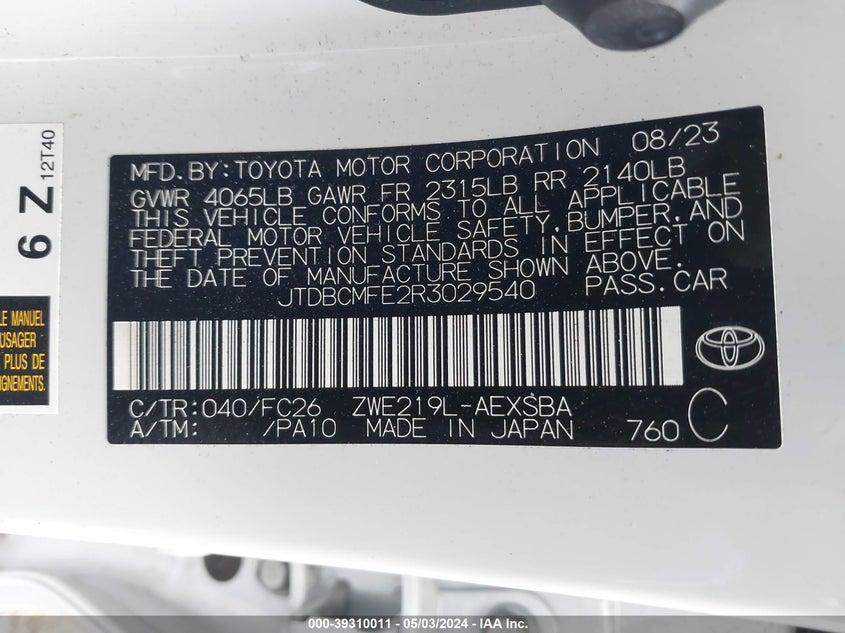 6 Z
12T40
LE MANUEL
USAGER
PLUS DE
IGNEMENTS.
MFD.BY:TOYOTA MOTOR CORPORATION 08/23
GVWR 4065LB GAWR FR 2315LB RR 2140LB
THIS VEHICLE CONFORMS TO ALL APPLICABLE
FEDERAL MOTOR VEHICLE SAFETY,BUMPER,AND
THEFT PREVENTION STANDARDS IN EFFECT ON
THE DATE OF MANUFACTURE SHOWN ABOVE.
JTDBCMFE2R3029540 PASS.CAR
C/TR:040/FC26 ZWE219L-AEXSBA
A/TM: /PA10 MADE IN JAPAN 760 C
000-39310011 - 05/03/2024 - IAA Inc.